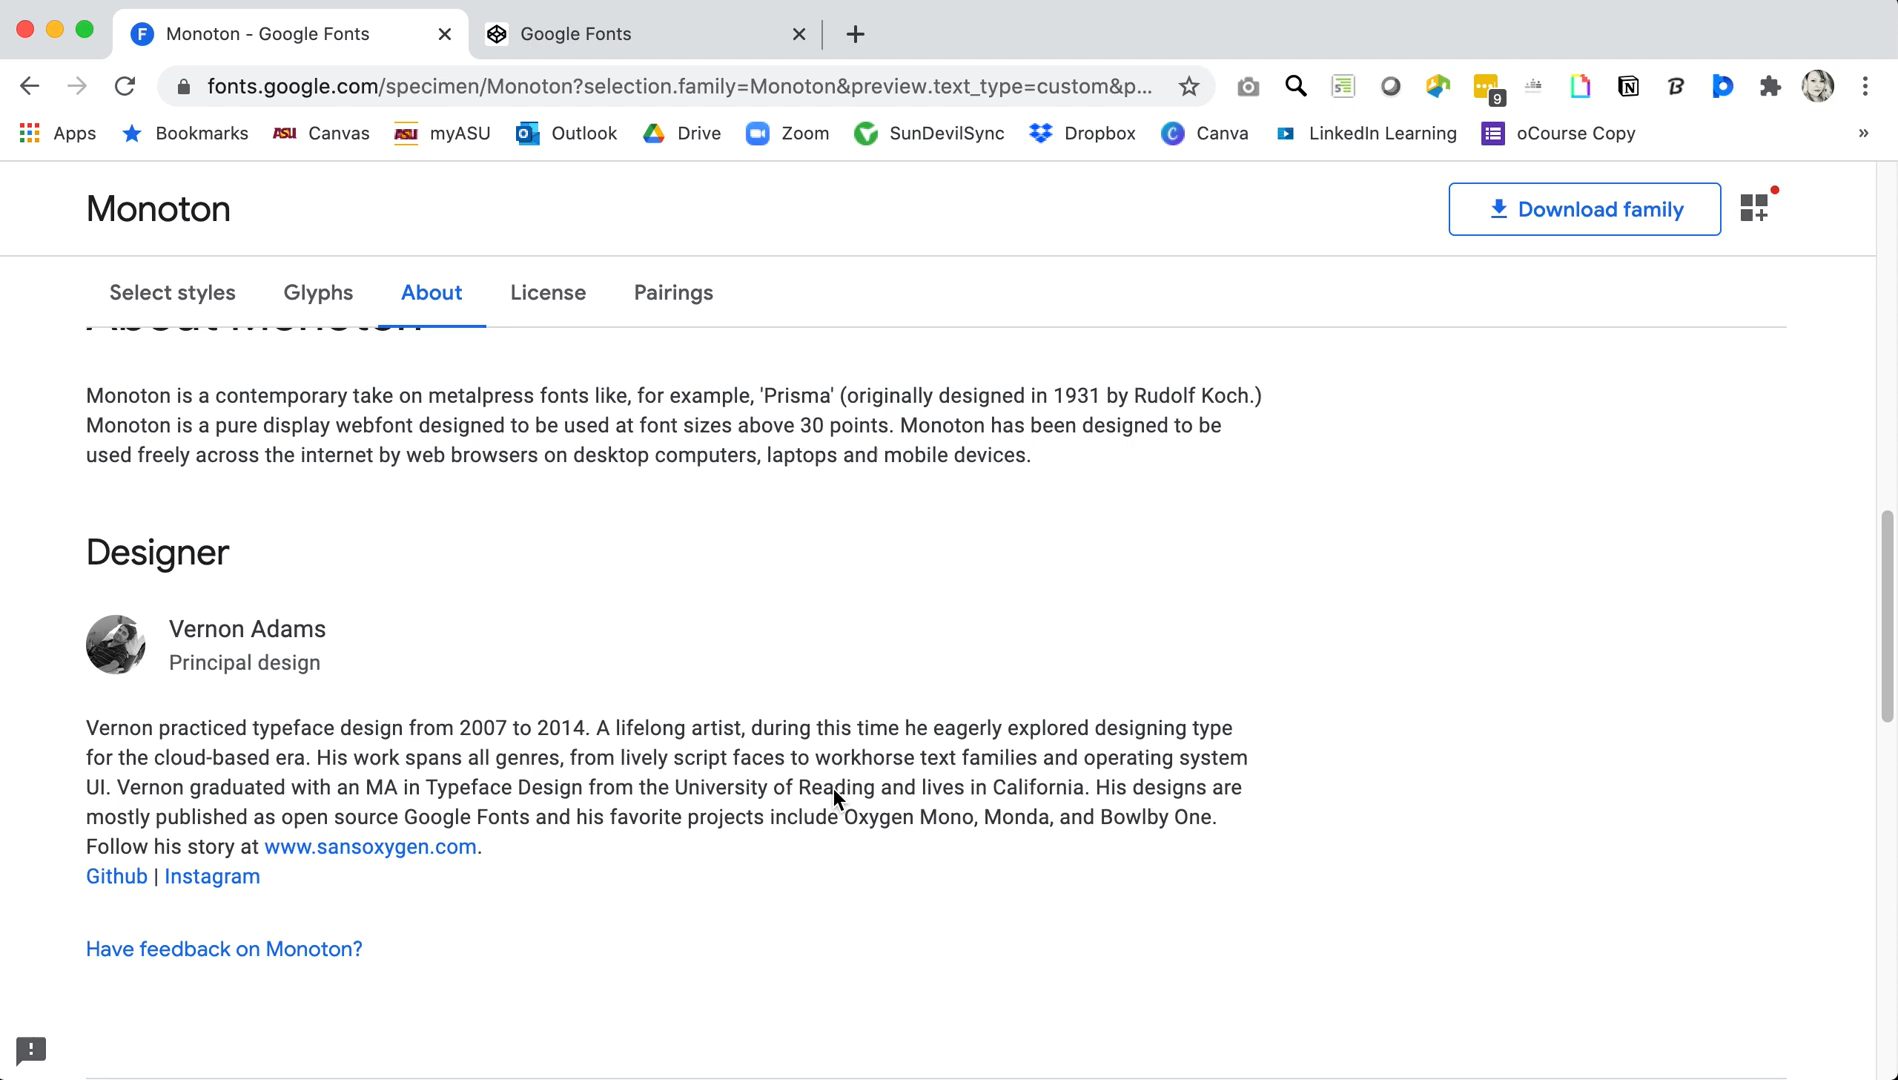 Monoton - Google Fonts
Google Fonts
fonts.google.com/specimen/Monoton?selection.family=Monoton&preview.text_type=custom&p...
9
Apps Bookmarks ASU Canvas ASU myASU Outlook Drive Zoom SunDevilSync Dropbox Canva LinkedIn Learning oCourse Copy »
Monoton
Download family
Select styles Glyphs About License Pairings
About Monoton
Monoton is a contemporary take on metalpress fonts like, for example, 'Prisma' (originally designed in 1931 by Rudolf Koch.)
Monoton is a pure display webfont designed to be used at font sizes above 30 points. Monoton has been designed to be
used freely across the internet by web browsers on desktop computers, laptops and mobile devices.
Designer
Vernon Adams
Principal design
Vernon practiced typeface design from 2007 to 2014. A lifelong artist, during this time he eagerly explored designing type
for the cloud-based era. His work spans all genres, from lively script faces to workhorse text families and operating system
UI. Vernon graduated with an MA in Typeface Design from the University of Reading and lives in California. His designs are
mostly published as open source Google Fonts and his favorite projects include Oxygen Mono, Monda, and Bowlby One.
Follow his story at www.sansoxygen.com.
Github | Instagram
Have feedback on Monoton?